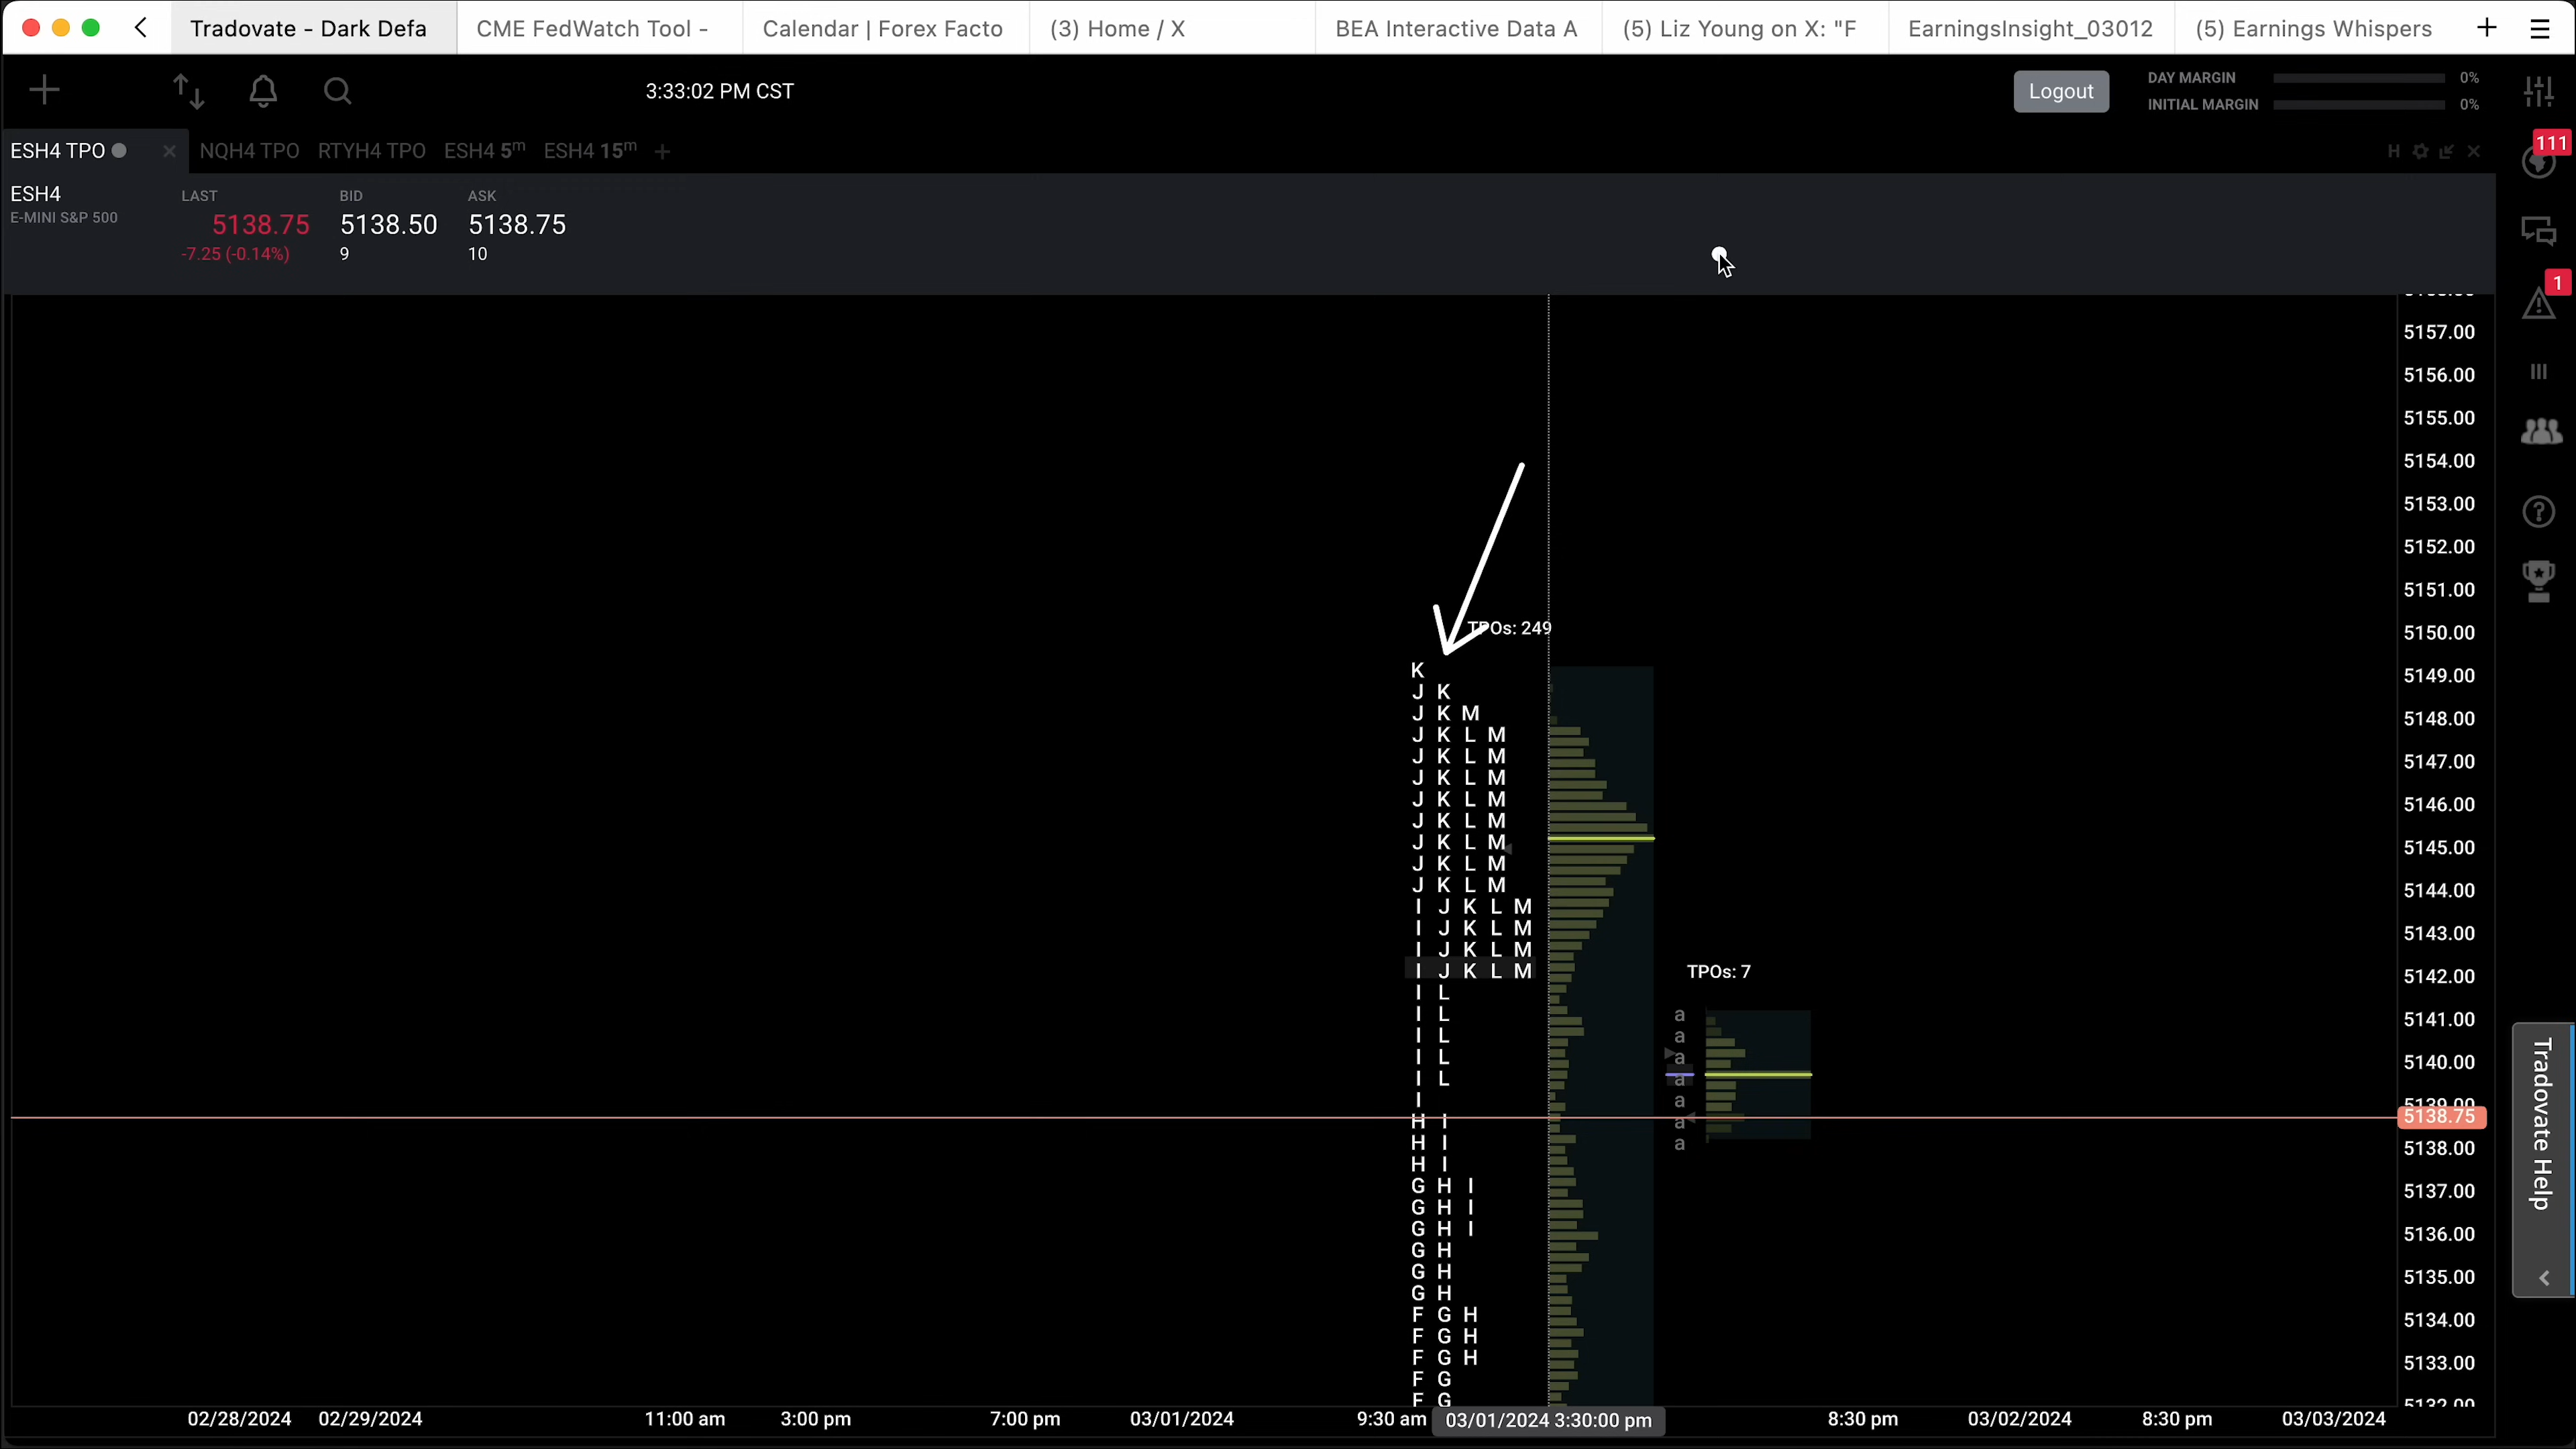 Tradovate - Dark Defa CME FedWatch Tool - Calendar | Forex Facto (3) Home / X BEA Interactive Data A (5) Liz Young on X: "F EarningsInsight_03012 (5) Earnings Whispers
3:33:02 PM CST
Logout
DAY MARGIN 0%
INITIAL MARGIN 0%
ESH4 TPO NQH4 TPO RTYH4 TPO ESH4 5m ESH4 15m
H
111
ESH4
E-MINI S&P 500
LAST BID ASK
5138.75 5138.50 5138.75
-7.25 (-0.14%) 9 10
1
5157.00
5156.00
5155.00
5154.00
5153.00
5152.00
5151.00
TPOs: 249
5150.00
K
5149.00
J K
J K M
5148.00
J K L M
J K L M
5147.00
J K L M
J K L M
5146.00
J K L M
J K L M
5145.00
J K L M
J K L M
5144.00
I J K L M
I J K L M
5143.00
I J K L M
I J K L M
TPOs: 7
5142.00
I L
I L
a
5141.00
I L
a
I L
a
5140.00
I L
a
I
a
5139.00
5138.75
H I
a
H I
a
5138.00
H I
G H I
5137.00
G H I
G H I
5136.00
G H
G H
5135.00
G H
F G H
5134.00
F G H
F G H
5133.00
F G
F G
5132.00
Tradovate Help
02/28/2024 02/29/2024 11:00 am 3:00 pm 7:00 pm 03/01/2024 9:30 am 03/01/2024 3:30:00 pm 8:30 pm 03/02/2024 8:30 pm 03/03/2024